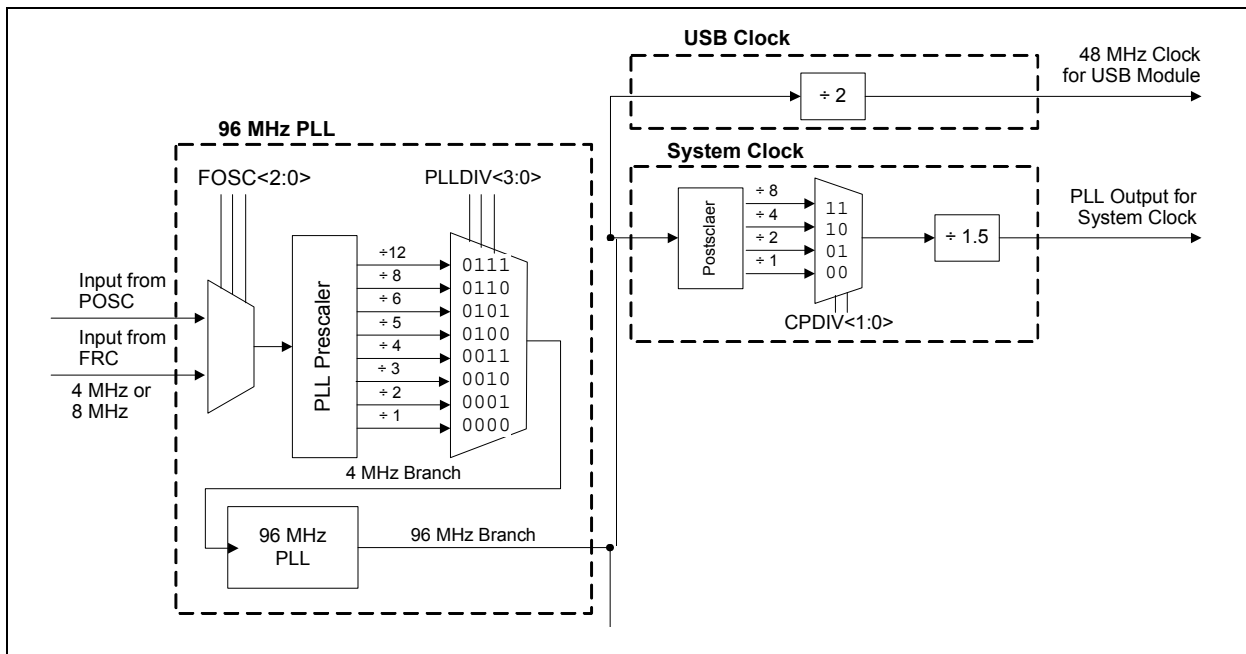 USB Clock
48 MHz Clock
for USB Module
÷ 2
96 MHz PLL
System Clock
FOSC<2:0>
PLLDIV<3:0>
÷ 8
÷ 4
÷ 2
÷ 1
Postsclaer
11
10
01
00
÷ 1.5
PLL Output for
System Clock
CPDIV<1:0>
Input from
POSC
Input from
FRC
4 MHz or
8 MHz
PLL Prescaler
÷12
÷ 8
÷ 6
÷ 5
÷ 4
÷ 3
÷ 2
÷ 1
0111
0110
0101
0100
0011
0010
0001
0000
4 MHz Branch
96 MHz
PLL
96 MHz Branch